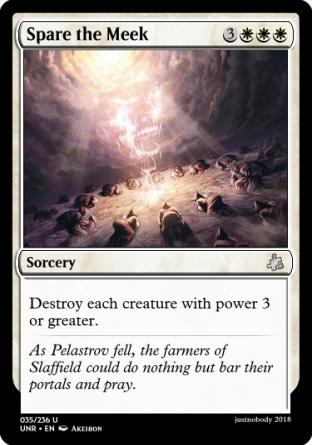 Spare the Meek 3
Sorcery
Destroy each creature with power 3
or greater.
As Pelastrov fell, the farmers of
Slaffield could do nothing but bar their
portals and pray.
035/236 U
UNR • EN Akeiron
justnobody 2018